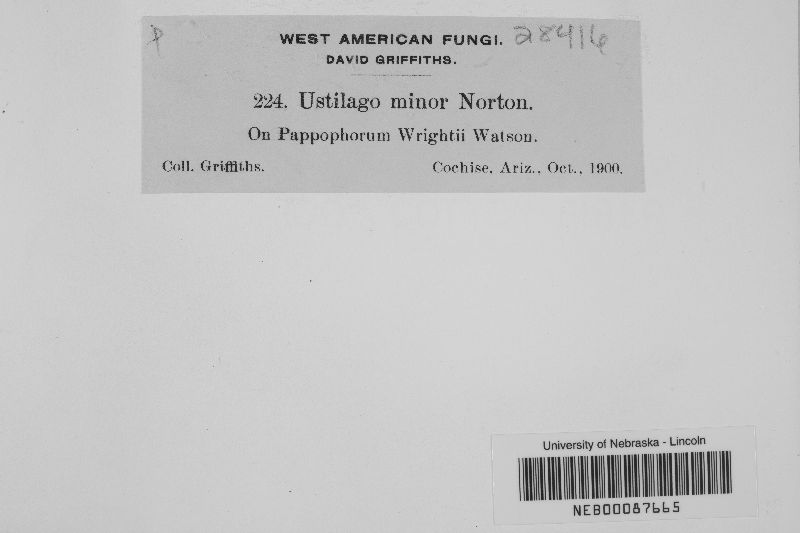 P
WEST AMERICAN FUNGI. 28416
DAVID GRIFFITHS.
224. Ustilago minor Norton.
On Pappophorum Wrightii Watson.
Coll. Griffiths. Cochise, Ariz., Oct., 1900.
University of Nebraska - Lincoln
NEB00087665